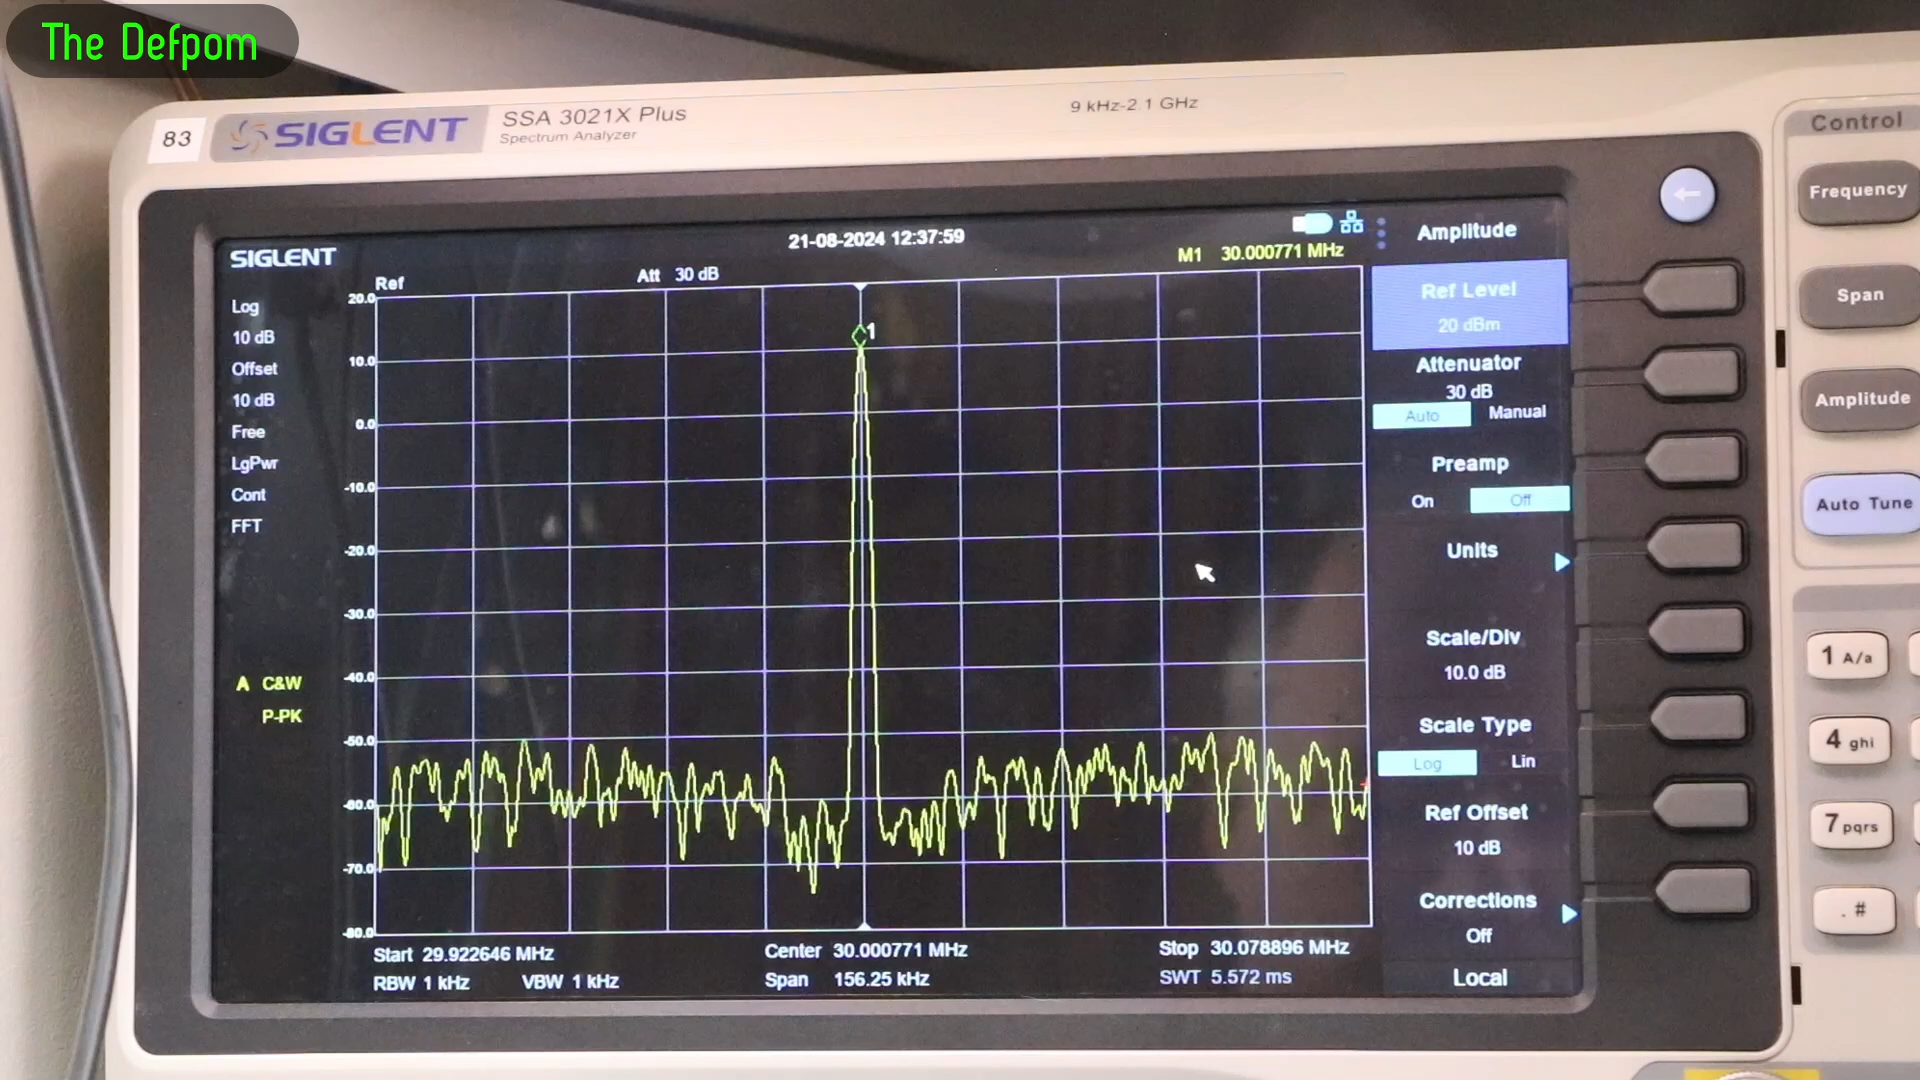 The Defpom
83
SIGLENT
SSA 3021X Plus
Spectrum Analyzer
9 kHz-2.1 GHz
SIGLENT
21-08-2024 12:37:59
M1 30.000771 MHz
Ref
Att 30 dB
Log
10 dB
Offset
10 dB
Free
LgPwr
Cont
FFT
A C&W
P-PK
20.0
10.0
0.0
-10.0
-20.0
-30.0
-40.0
-50.0
-60.0
-70.0
-80.0
1
Start 29.922646 MHz
Center 30.000771 MHz
Stop 30.078896 MHz
RBW 1 kHz
VBW 1 kHz
Span 156.25 kHz
SWT 5.572 ms
Amplitude
Ref Level
20 dBm
Attenuator
30 dB
Auto Manual
Preamp
On Off
Units
Scale/Div
10.0 dB
Scale Type
Log Lin
Ref Offset
10 dB
Corrections
Off
Local
Control
Frequency
Span
Amplitude
Auto Tune
1 A/a
4 ghi
7 pqrs
. #